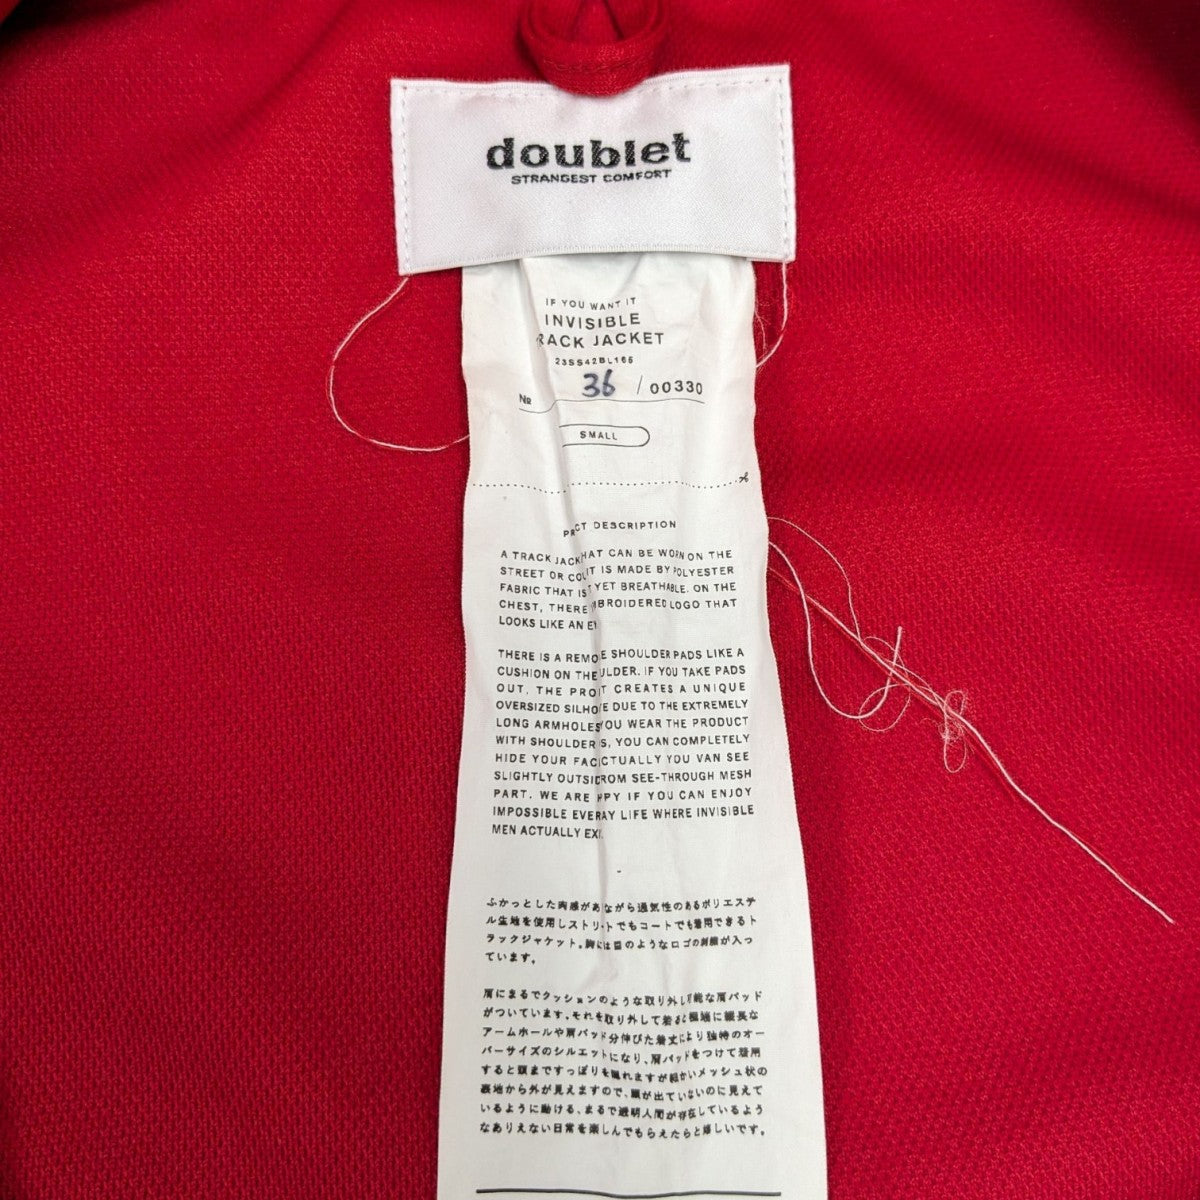 doublet
STRANGEST COMFORT
IF YOU WANT IT
INVISIBLE
RACK JACKET
23SS42BL165
№ 36 / 00330
SMALL
PR CT DESCRIPTION
A TRACK JACK HAT CAN BE WORN ON THE
STREET OR CO IT IS MADE BY POLYESTER
FABRIC THAT IS YET BREATHABLE. ON THE
CHEST, THERE MBROIDERED LOGO THAT
LOOKS LIKE AN EY
THERE IS A REMO E SHOULDER PADS LIKE A
CUSHION ON THE ULDER. IF YOU TAKE PADS
OUT, THE PRO T CREATES A UNIQUE
OVERSIZED SILHO E DUE TO THE EXTREMELY
LONG ARMHOLES YOU WEAR THE PRODUCT
WITH SHOULDER S, YOU CAN COMPLETELY
HIDE YOUR FAC CTUALLY YOU VAN SEE
SLIGHTLY OUTSID ROM SEE-THROUGH MESH
PART. WE ARE PPY IF YOU CAN ENJOY
IMPOSSIBLE EVER AY LIFE WHERE INVISIBLE
MEN ACTUALLY EXI.
ふかっとした肉感がありながら通気性のあるポリエステ
ル生地を使用しストリートでもコートでも着用できるト
ラックジャケット。胸には目のようなロゴの刺繍が入っ
ています。
肩にまるでクッションのような取り外し可能な肩パッド
がついています。それを取り外して着ると極端に縦長な
アームホールや肩パッド分伸びた着丈により独特のオー
バーサイズのシルエットになり、肩パッドをつけて着用
すると頭まですっぽりを隠れますが細かいメッシュ状の
裏地から外が見えますので、顔が出ていないのに見えて
いるように動ける、まるで透明人間が存在しているよう
なありえない日常を楽しんでもらえたらと嬉しいです。